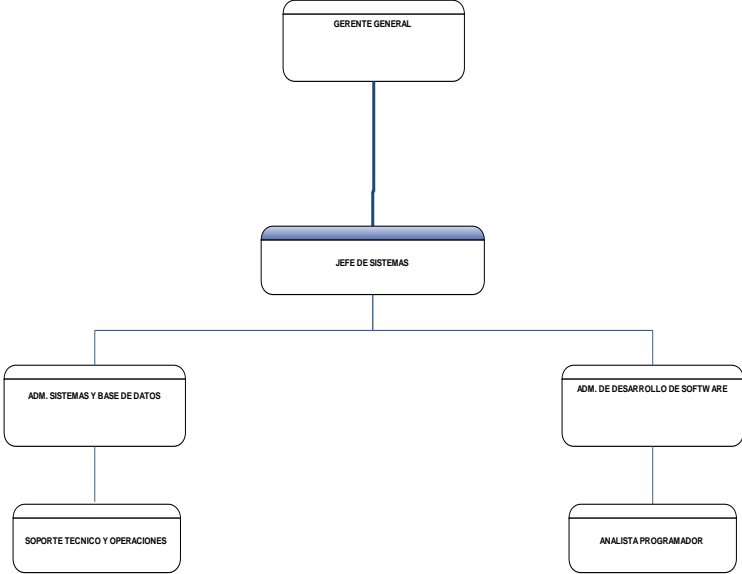 GERENTE GENERAL
JEFE DE SISTEMAS
ADM. SISTEMAS Y BASE DE DATOS
ADM. DE DESARROLLO DE SOFTWARE
SOPORTE TECNICO Y OPERACIONES
ANALISTA PROGRAMADOR